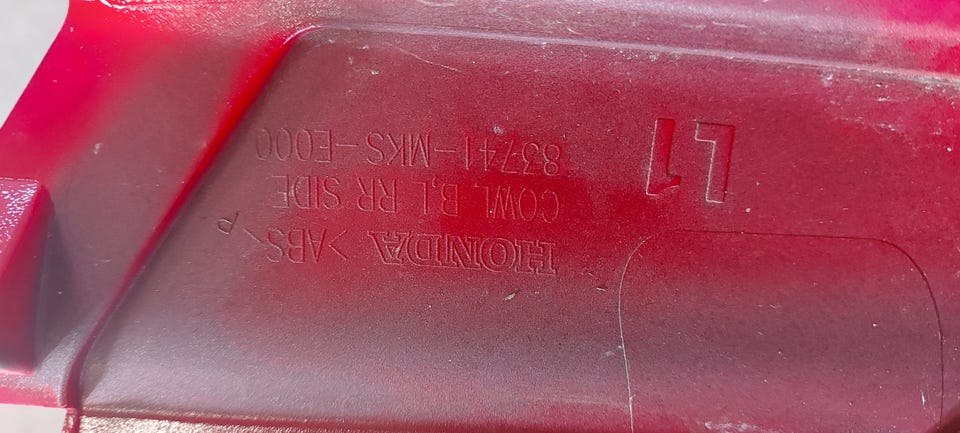 HONDA >ABS< P
COWL B,L RR SIDE
83741-MKS-E000
L1